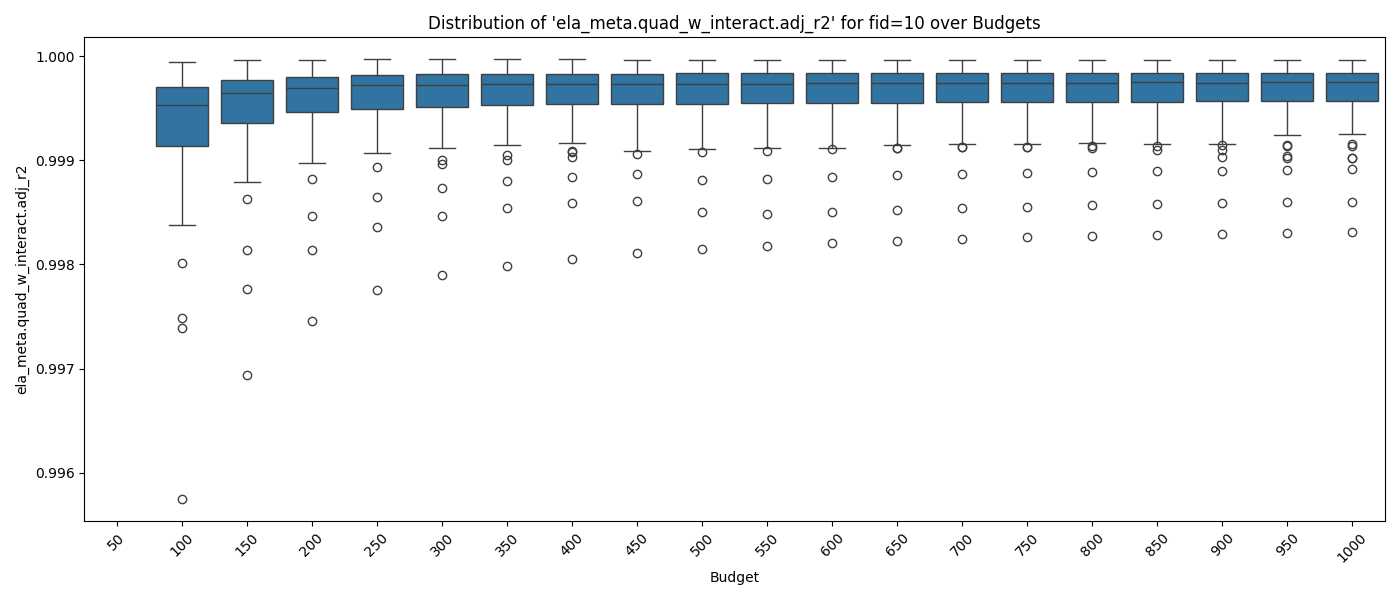 Distribution of 'ela_meta.quad_w_interact.adj_r2' for fid=10 over Budgets
ela_meta.quad_w_interact.adj_r2
1.000
0.999
0.998
0.997
0.996
50 100 150 200 250 300 350 400 450 500 550 600 650 700 750 800 850 900 950 1000
Budget